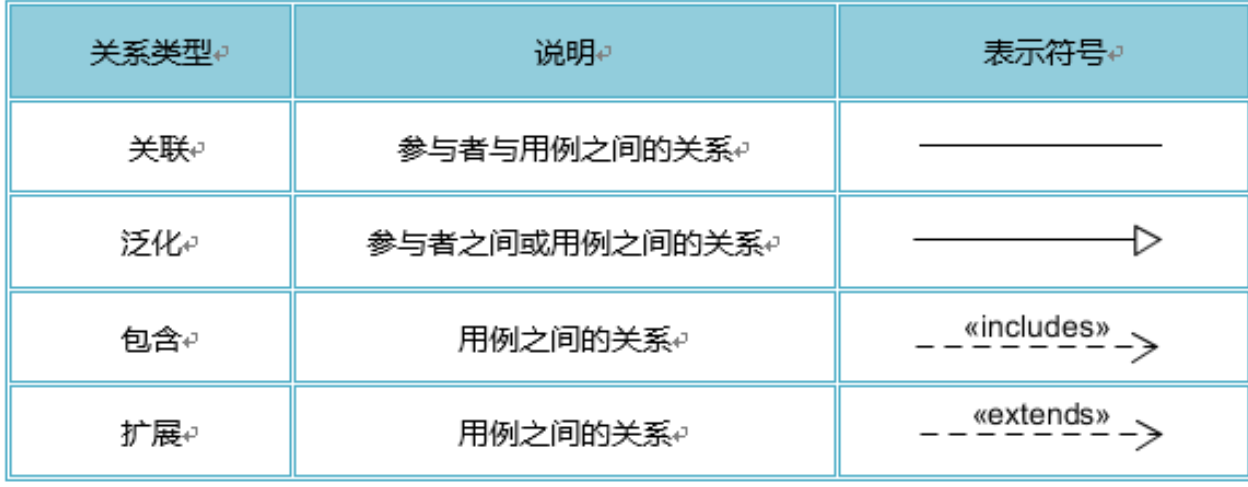 关系类型 说明 表示符号
关联 参与者与用例之间的关系
泛化 参与者之间或用例之间的关系
包含 用例之间的关系 «includes»
扩展 用例之间的关系 «extends»